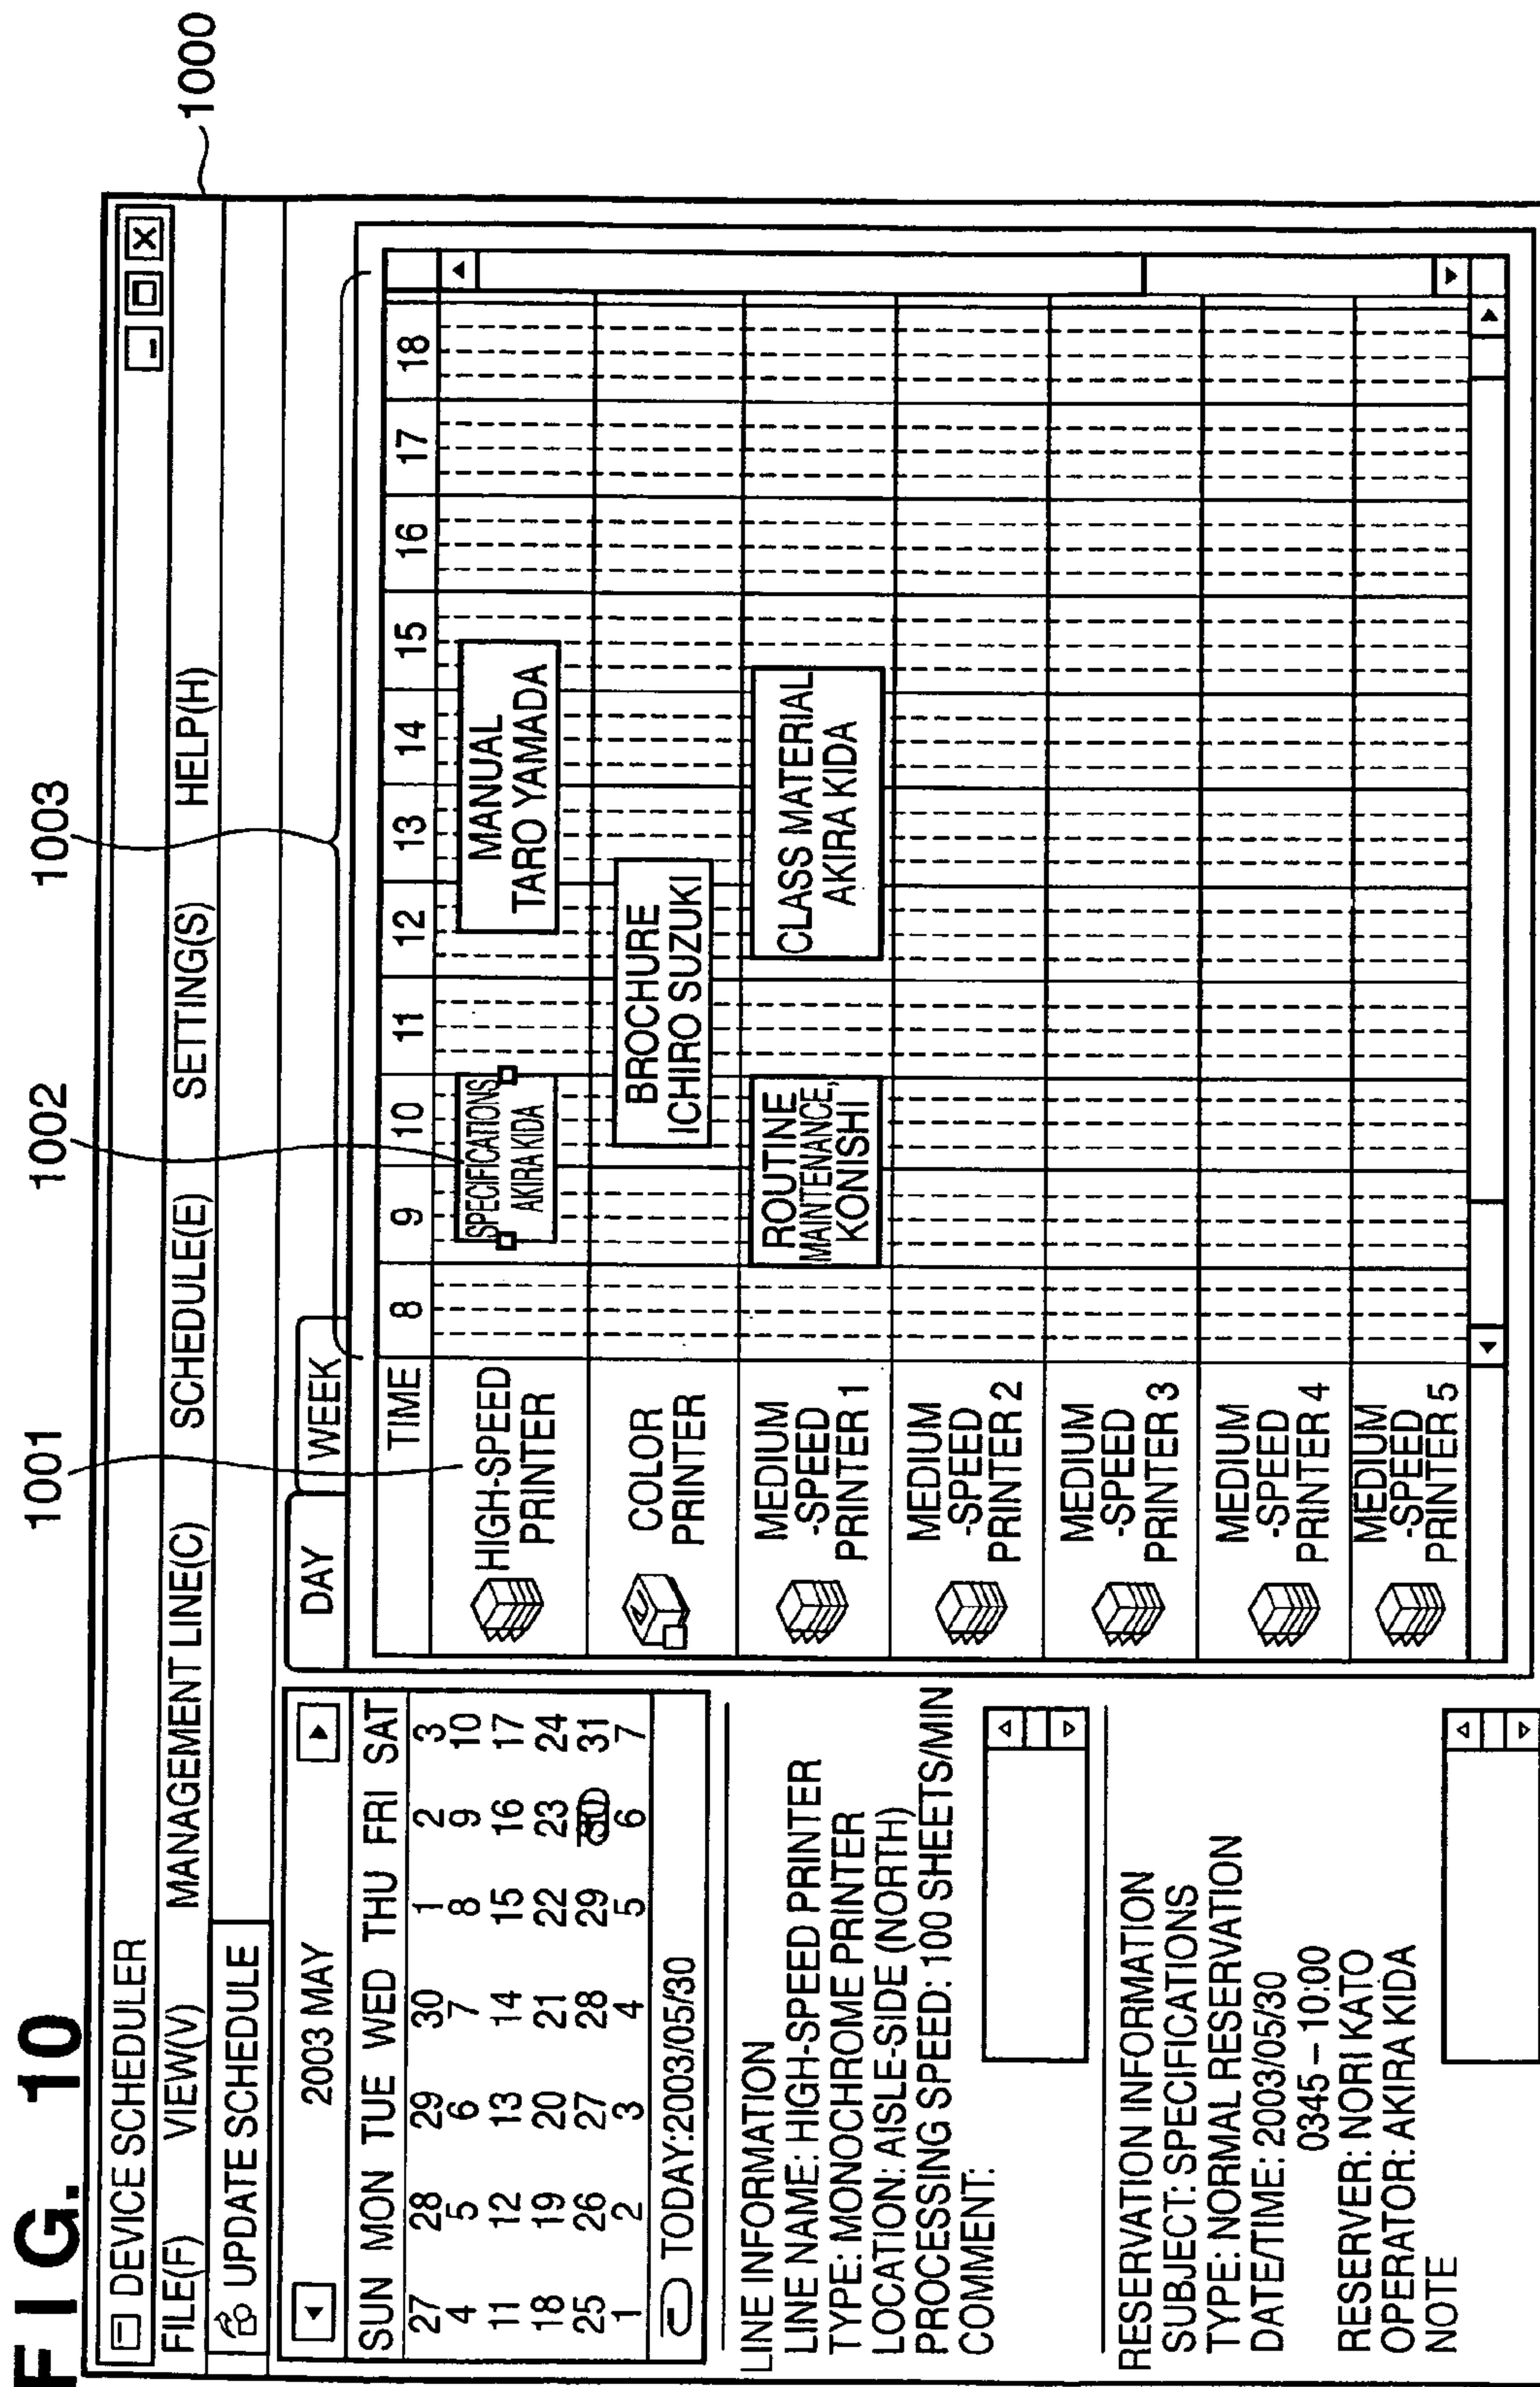 FIG. 10
1000
1001
1002
1003
DEVICE SCHEDULER
FILE(F) VIEW(V) MANAGEMENT LINE(C) SCHEDULE(E) SETTING(S) HELP(H)
UPDATE SCHEDULE
2003 MAY
SUN MON TUE WED THU FRI SAT
27 28 29 30 1 2 3
4 5 6 7 8 9 10
11 12 13 14 15 16 17
18 19 20 21 22 23 24
25 26 27 28 29 30 31
1 2 3 4 5 6 7
TODAY:2003/05/30
LINE INFORMATION
LINE NAME: HIGH-SPEED PRINTER
TYPE: MONOCHROME PRINTER
LOCATION: AISLE-SIDE (NORTH)
PROCESSING SPEED: 100 SHEETS/MIN
COMMENT:
RESERVATION INFORMATION
SUBJECT: SPECIFICATIONS
TYPE: NORMAL RESERVATION
DATE/TIME: 2003/05/30
0345 – 10:00
RESERVER: NORI KATO
OPERATOR: AKIRA KIDA
NOTE
DAY WEEK
TIME 8 9 10 11 12 13 14 15 16 17 18
HIGH-SPEED
PRINTER
SPECIFICATIONS
AKIRA KIDA
MANUAL
TARO YAMADA
COLOR
PRINTER
BROCHURE
ICHIRO SUZUKI
MEDIUM
-SPEED
PRINTER 1
ROUTINE
MAINTENANCE,
KONISHI
CLASS MATERIAL
AKIRA KIDA
MEDIUM
-SPEED
PRINTER 2
MEDIUM
-SPEED
PRINTER 3
MEDIUM
-SPEED
PRINTER 4
MEDIUM
-SPEED
PRINTER 5